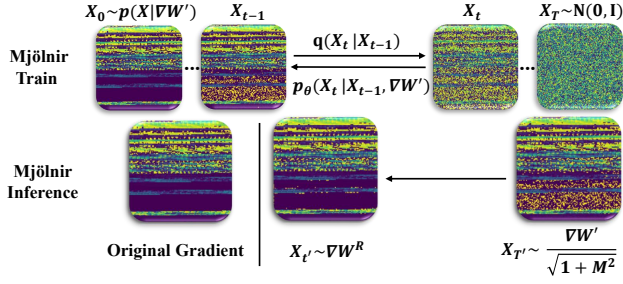 X₀~p(X|∇W′) X_{t−1} X_t X_T~N(0, I)
Mjölnir Train
... q(X_t |X_{t−1}) ...
p_θ(X_t |X_{t−1}, ∇W′)
Mjölnir Inference
Original Gradient X_{t′}~∇W^R X_{T′}~ ∇W′ / √(1 + M²)